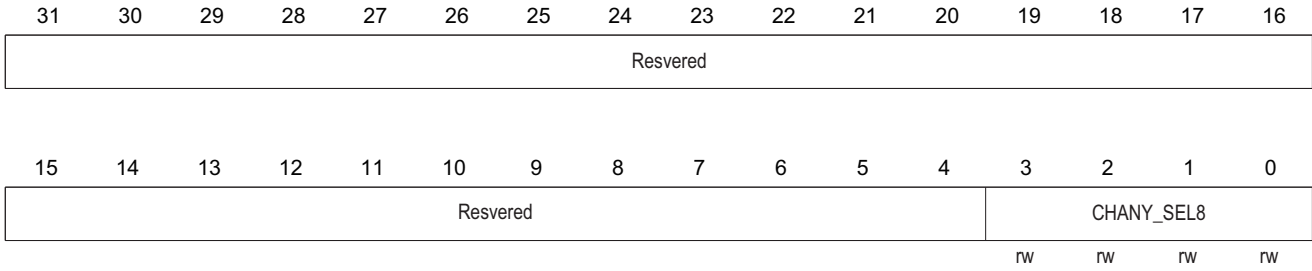 31 30 29 28 27 26 25 24 23 22 21 20 19 18 17 16
Resvered
15 14 13 12 11 10 9 8 7 6 5 4 3 2 1 0
Resvered CHANY_SEL8
rw rw rw rw